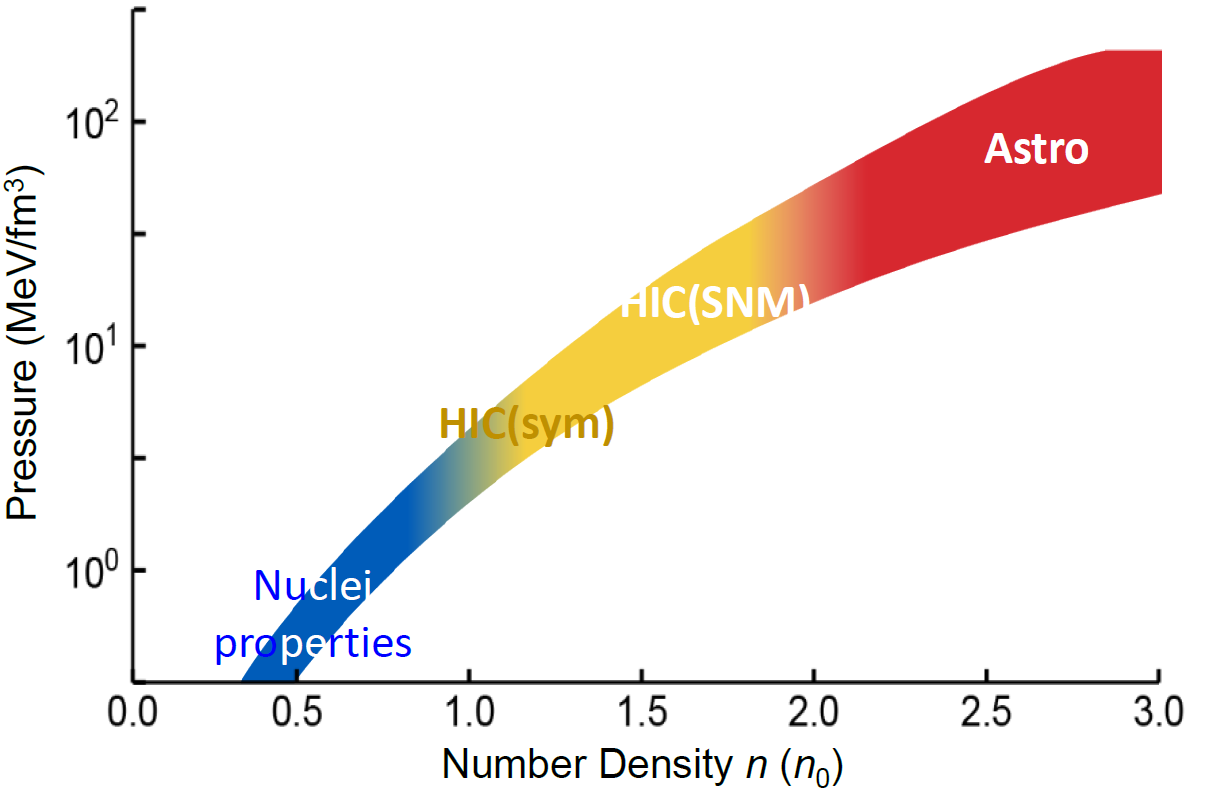 10²
10¹
10⁰
Pressure (MeV/fm³)
Astro
HIC(SNM)
HIC(sym)
Nuclei
properties
0.0 0.5 1.0 1.5 2.0 2.5 3.0
Number Density n (n₀)